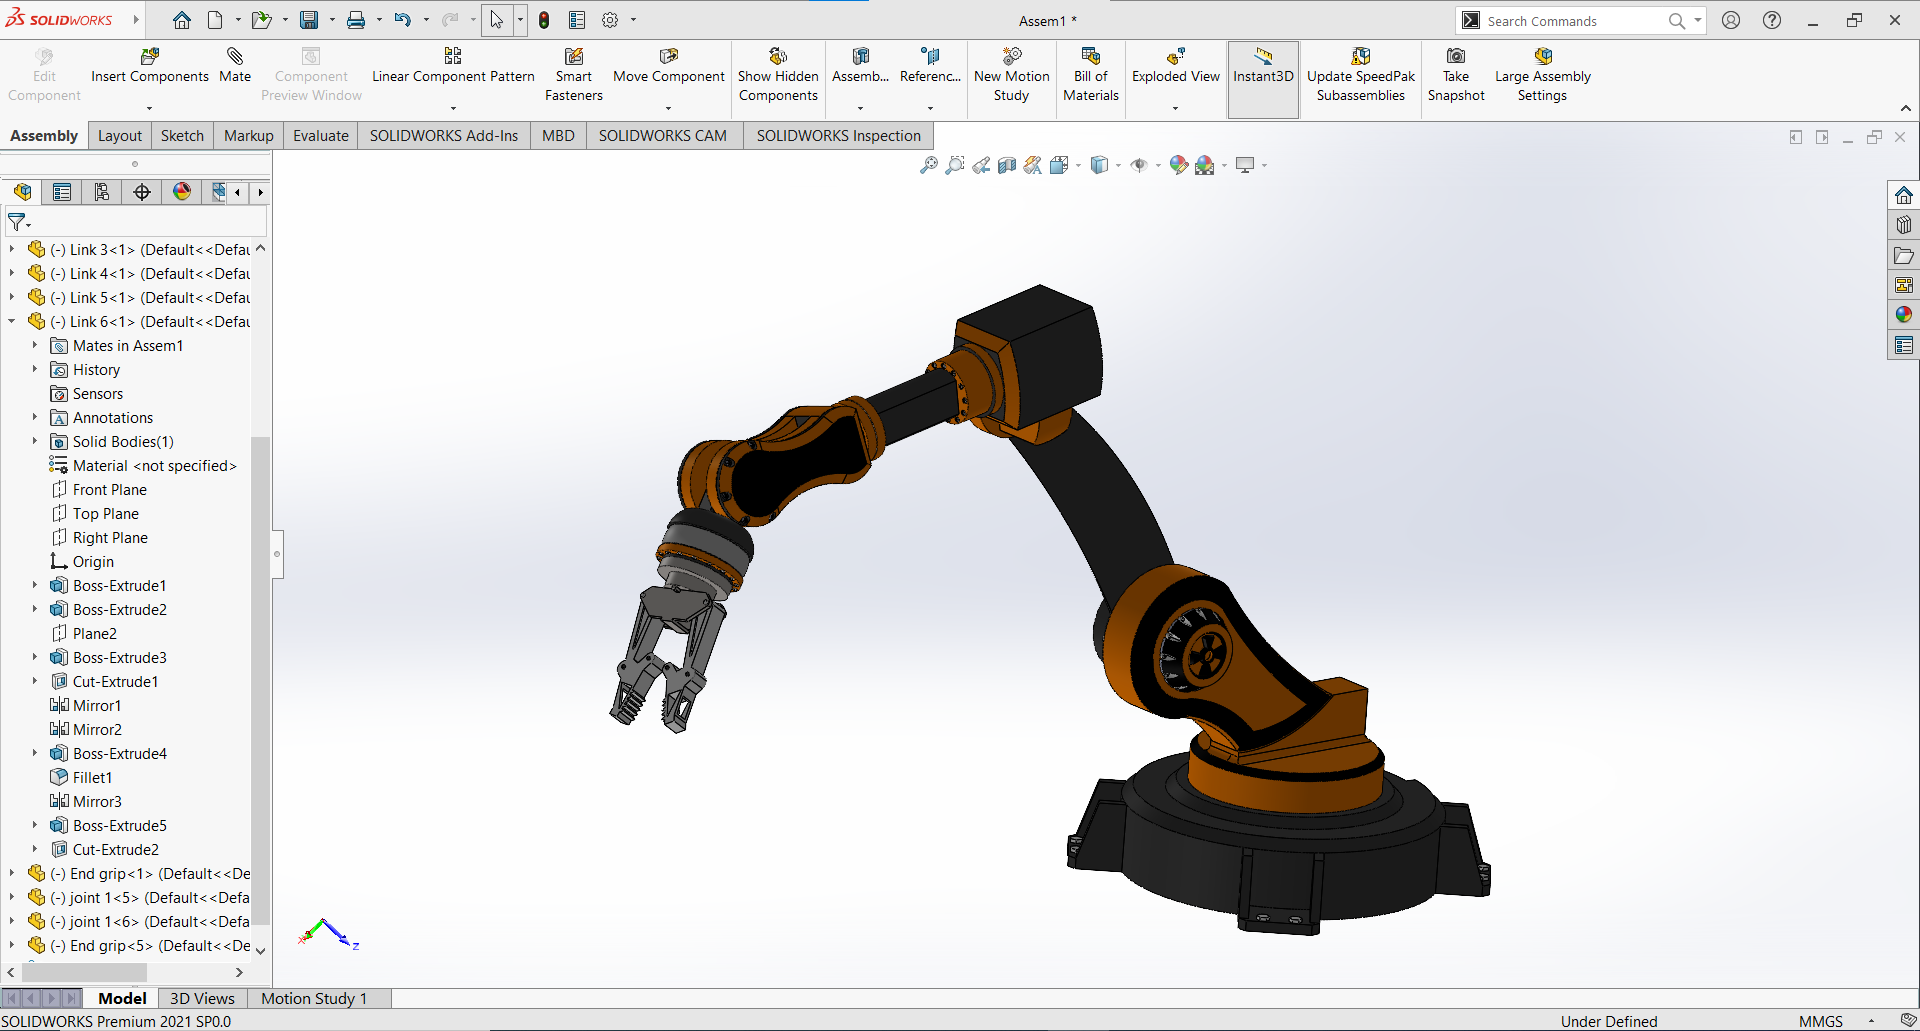 SOLIDWORKS
Assem1 *
Search Commands
Edit Component
Insert Components
Mate
Component Preview Window
Linear Component Pattern
Smart Fasteners
Move Component
Show Hidden Components
Assemb...
Referenc...
New Motion Study
Bill of Materials
Exploded View
Instant3D
Update SpeedPak Subassemblies
Take Snapshot
Large Assembly Settings
Assembly
Layout
Sketch
Markup
Evaluate
SOLIDWORKS Add-Ins
MBD
SOLIDWORKS CAM
SOLIDWORKS Inspection
(-) Link 3<1> (Default<<Defau
(-) Link 4<1> (Default<<Defau
(-) Link 5<1> (Default<<Defau
(-) Link 6<1> (Default<<Defau
Mates in Assem1
History
Sensors
Annotations
Solid Bodies(1)
Material <not specified>
Front Plane
Top Plane
Right Plane
Origin
Boss-Extrude1
Boss-Extrude2
Plane2
Boss-Extrude3
Cut-Extrude1
Mirror1
Mirror2
Boss-Extrude4
Fillet1
Mirror3
Boss-Extrude5
Cut-Extrude2
(-) End grip<1> (Default<<De
(-) joint 1<5> (Default<<Defa
(-) joint 1<6> (Default<<Defa
(-) End grip<5> (Default<<De
X
Z
Model
3D Views
Motion Study 1
SOLIDWORKS Premium 2021 SP0.0
Under Defined
MMGS